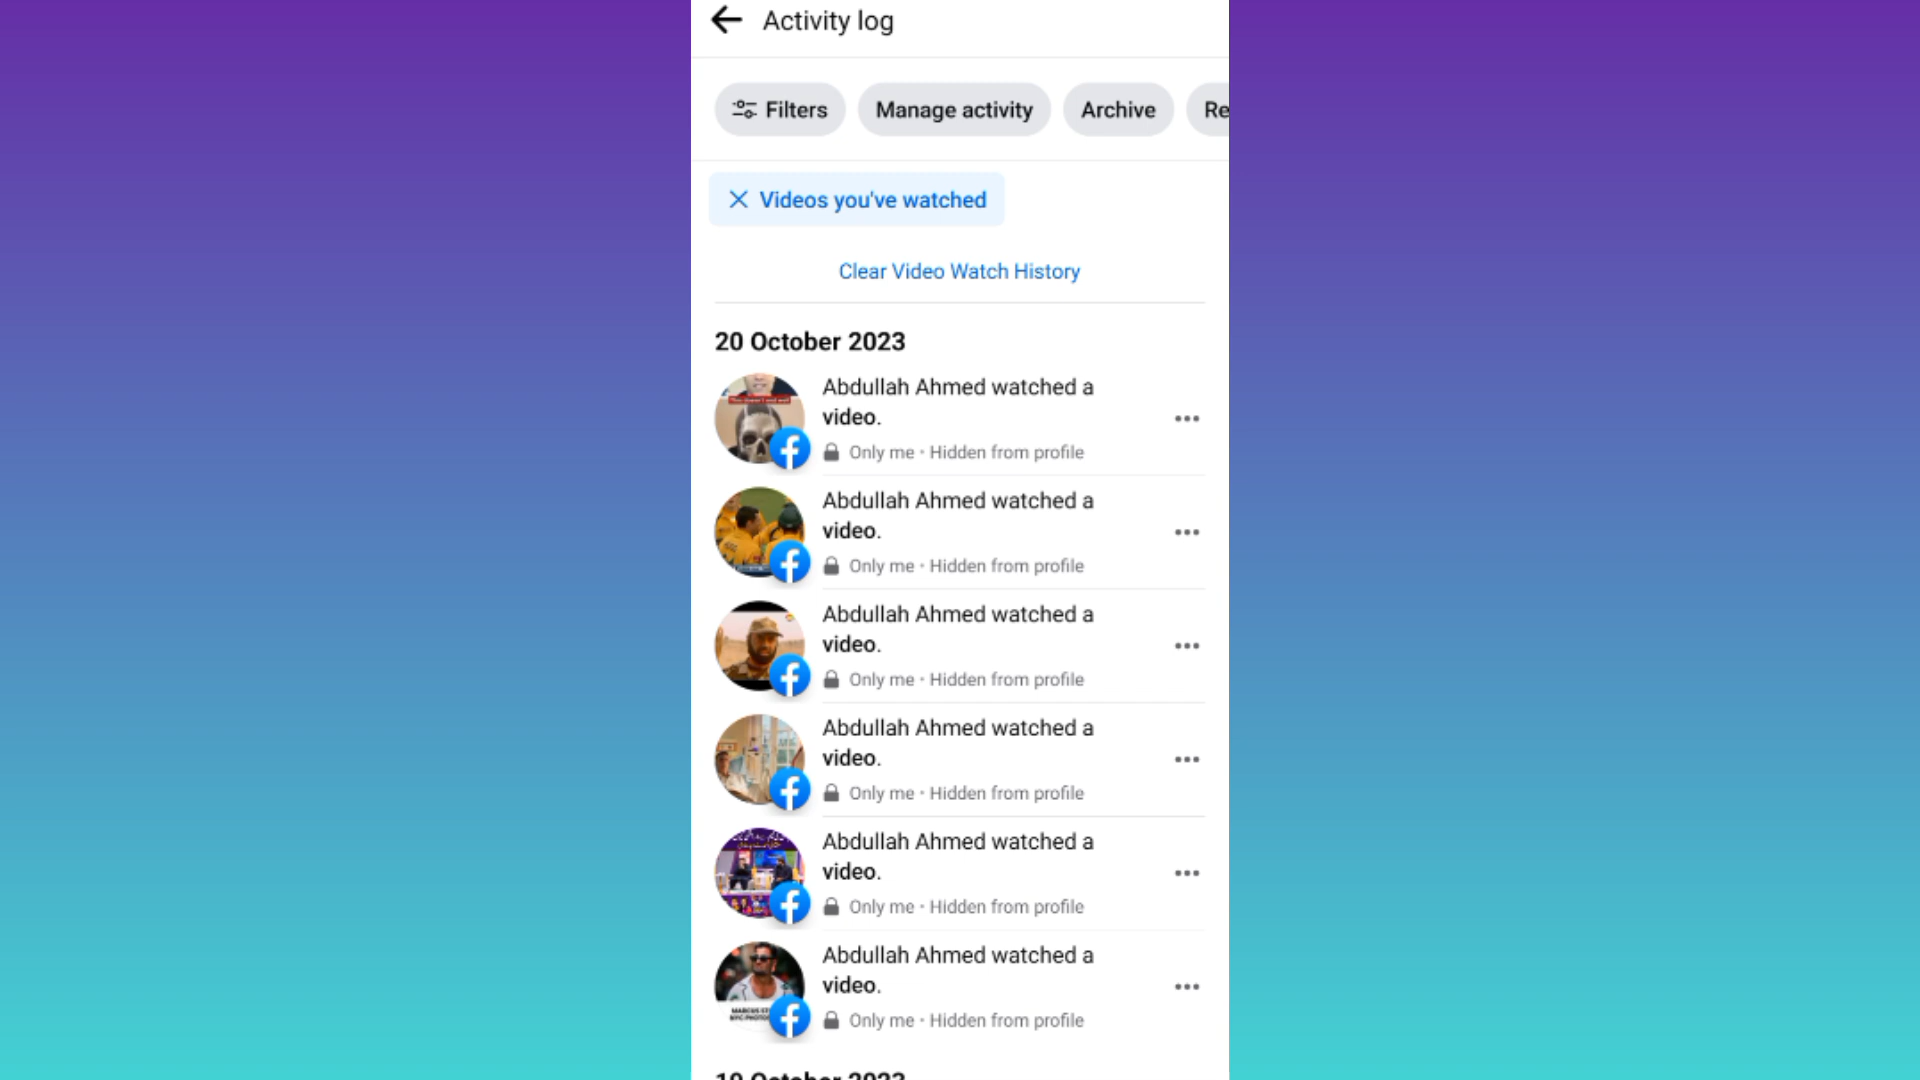 Activity log
Filters
Manage activity
Archive
Re
Videos you've watched
Clear Video Watch History
20 October 2023
Abdullah Ahmed watched a
video.
Only me · Hidden from profile
Abdullah Ahmed watched a
video.
Only me · Hidden from profile
Abdullah Ahmed watched a
video.
Only me · Hidden from profile
Abdullah Ahmed watched a
video.
Only me · Hidden from profile
Abdullah Ahmed watched a
video.
Only me · Hidden from profile
Abdullah Ahmed watched a
video.
Only me · Hidden from profile
October 2023